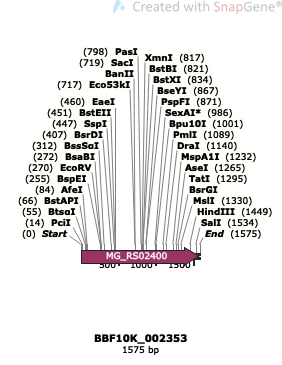 Created with SnapGene®
(798) PasI
(719) SacI
BanII
(717) Eco53kI
(460) EaeI
(451) BstEII
(447) SspI
(407) BsrDI
(312) BssSαI
(272) BsaBI
(270) EcoRV
(255) BspEI
(84) AfeI
(66) BstAPI
(55) BtsαI
(14) PciI
(0) Start
XmnI (817)
BstBI (821)
BstXI (834)
BseYI (867)
PspFI (871)
SexAI* (986)
Bpu10I (1001)
PmlI (1089)
DraI (1140)
MspA1I (1232)
AseI (1265)
TatI (1295)
BsrGI
MslI (1330)
HindIII (1449)
SalI (1534)
End (1575)
MG_RS02400
500 1000 1500
BBF10K_002353
1575 bp